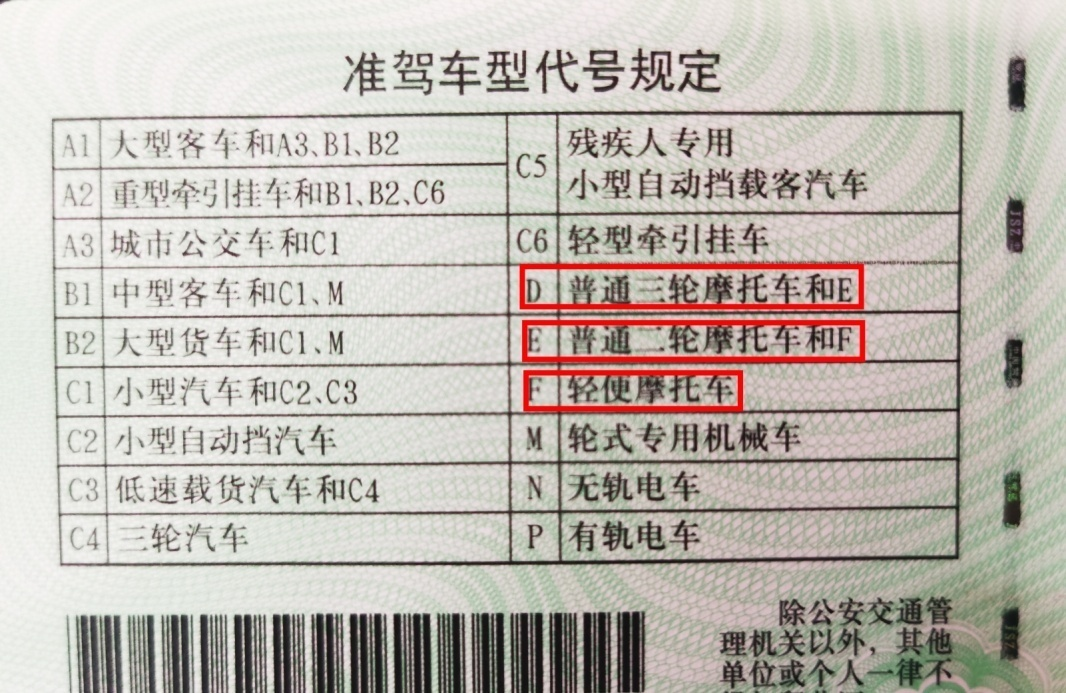 准驾车型代号规定
A1 大型客车和A3、B1、B2
A2 重型牵引挂车和B1、B2、C6
A3 城市公交车和C1
B1 中型客车和C1、M
B2 大型货车和C1、M
C1 小型汽车和C2、C3
C2 小型自动挡汽车
C3 低速载货汽车和C4
C4 三轮汽车
C5 残疾人专用
小型自动挡载客汽车
C6 轻型牵引挂车
D 普通三轮摩托车和E
E 普通二轮摩托车和F
F 轻便摩托车
M 轮式专用机械车
N 无轨电车
P 有轨电车
除公安交通管
理机关以外，其他
单位或个人一律不